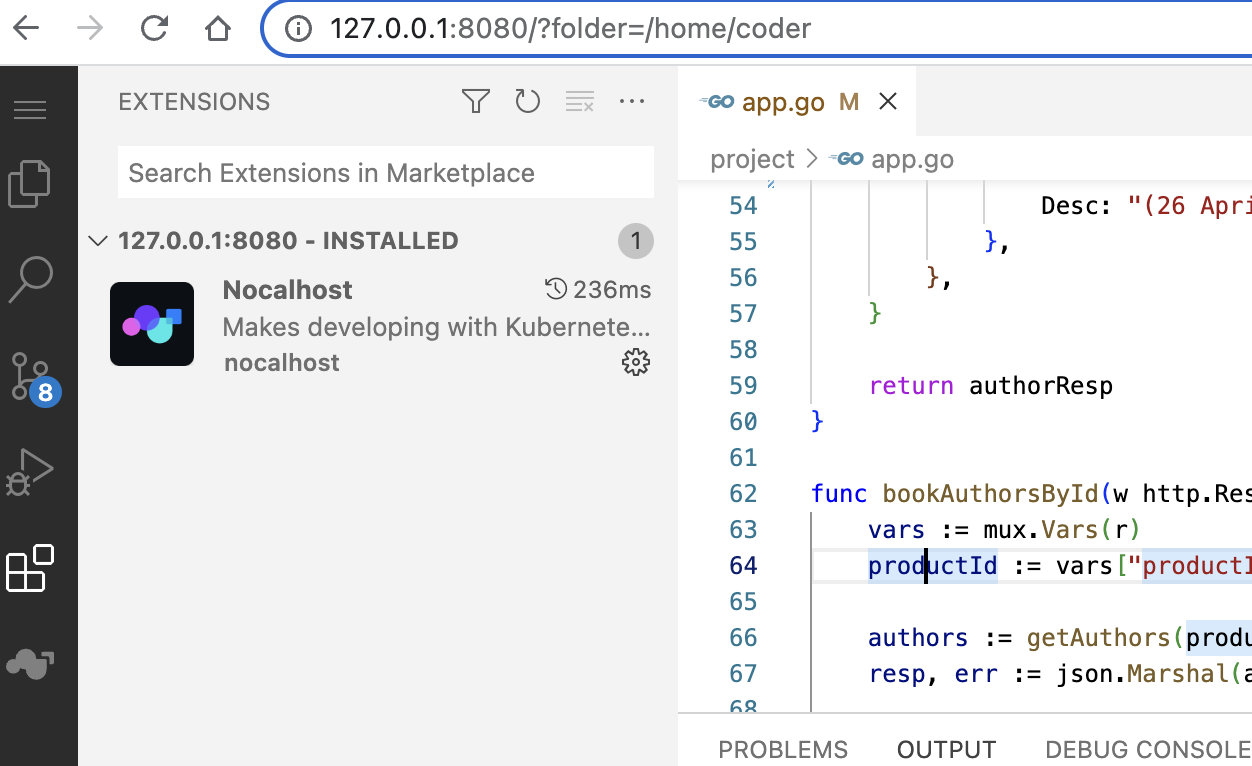 127.0.0.1:8080/?folder=/home/coder
EXTENSIONS
Search Extensions in Marketplace
127.0.0.1:8080 - INSTALLED
1
Nocalhost
236ms
Makes developing with Kubernete...
nocalhost
8
GO app.go M
project > GO app.go
54 Desc: "(26 Apri
55 },
56 },
57 }
58
59 return authorResp
60 }
61
62 func bookAuthorsById(w http.Res
63 vars := mux.Vars(r)
64 productId := vars["productI
65
66 authors := getAuthors(produ
67 resp, err := json.Marshal(a
68
PROBLEMS OUTPUT DEBUG CONSOLE